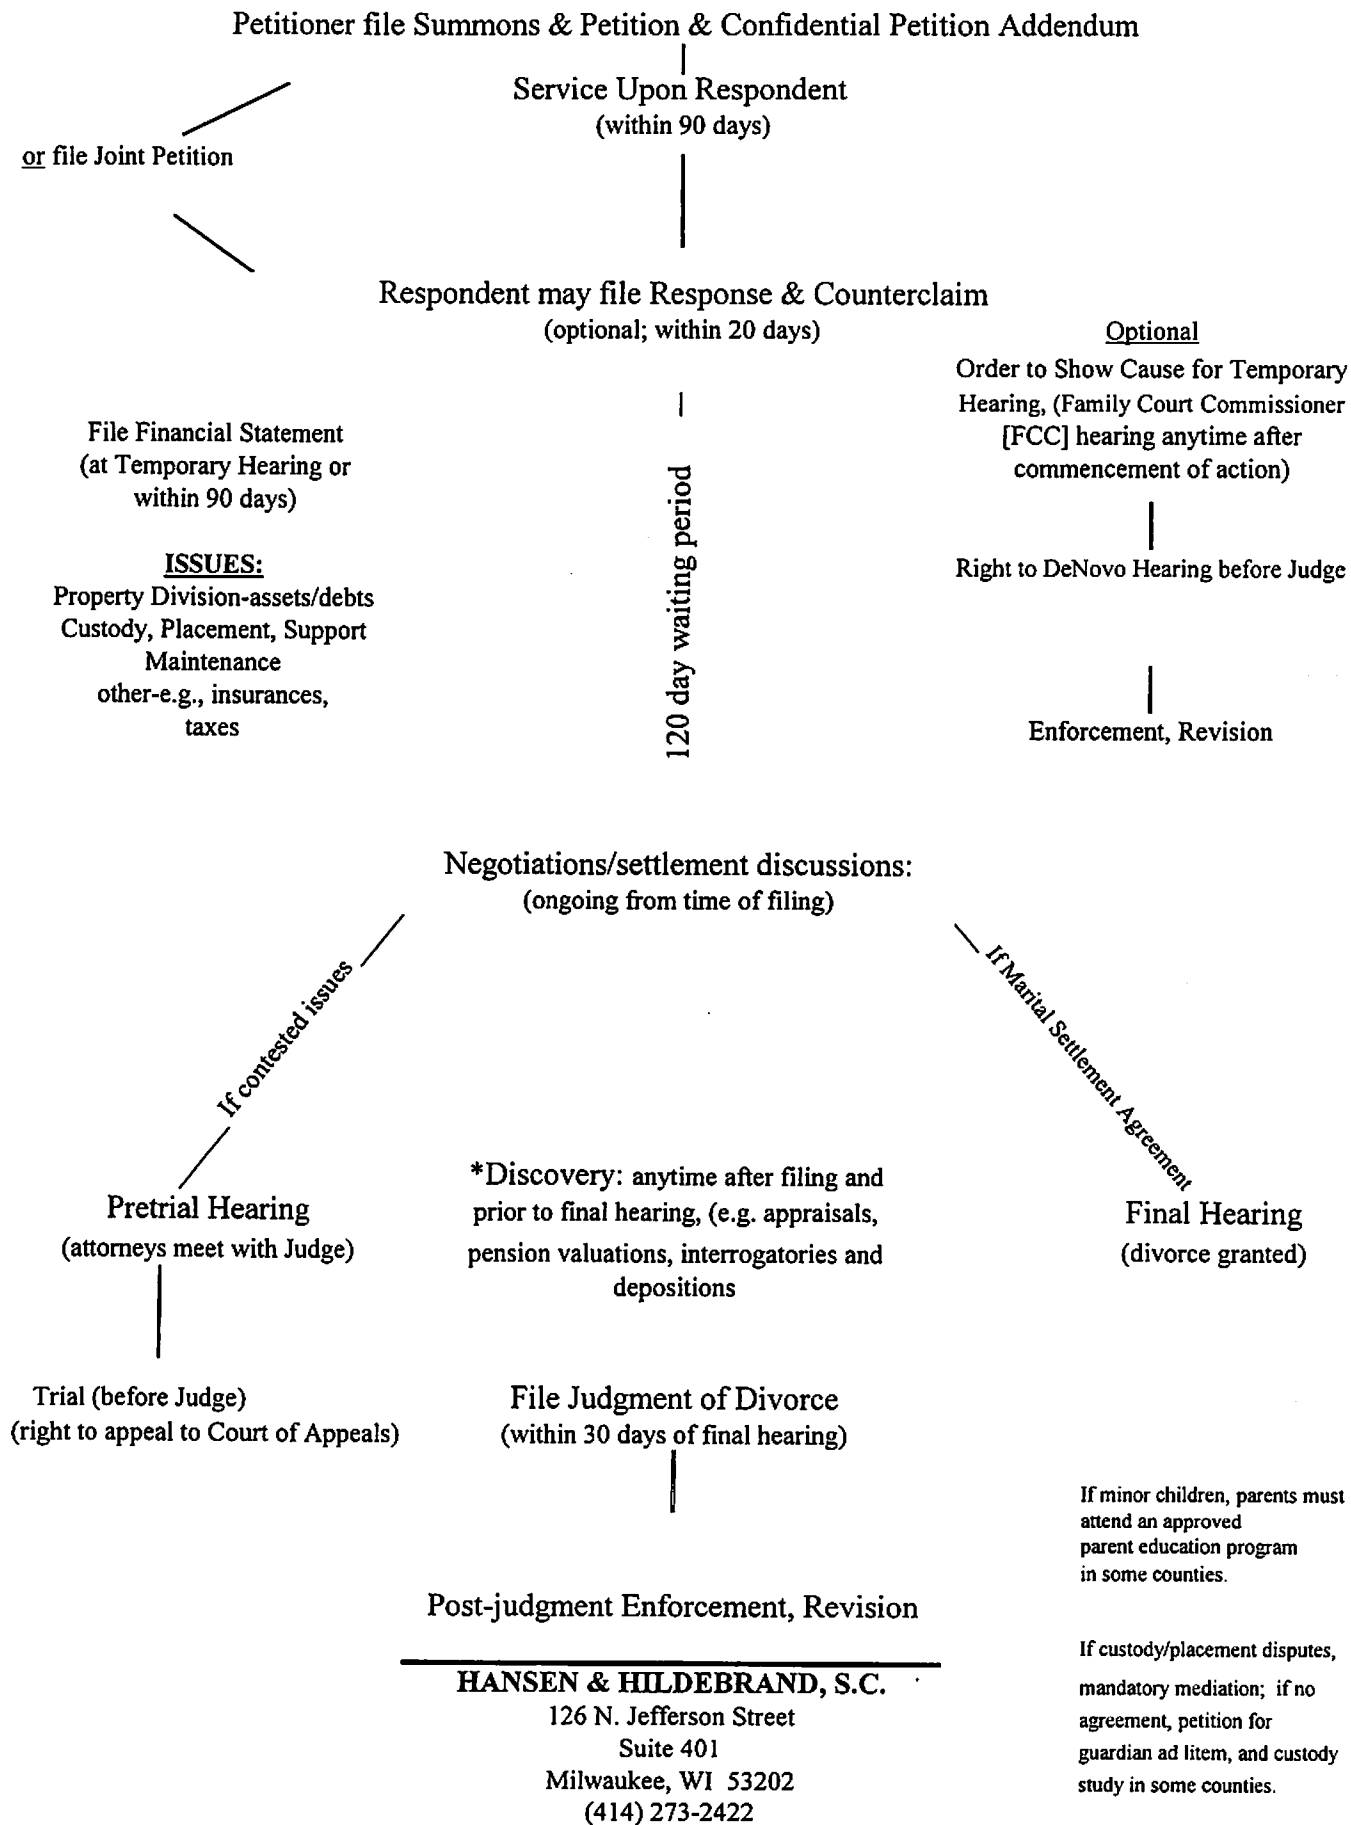 Petitioner file Summons & Petition & Confidential Petition Addendum
Service Upon Respondent
(within 90 days)
or file Joint Petition
Respondent may file Response & Counterclaim
(optional; within 20 days)
Optional
Order to Show Cause for Temporary
Hearing, (Family Court Commissioner
[FCC] hearing anytime after
commencement of action)
File Financial Statement
(at Temporary Hearing or
within 90 days)
120 day waiting period
Right to DeNovo Hearing before Judge
ISSUES:
Property Division-assets/debts
Custody, Placement, Support
Maintenance
other-e.g., insurances,
taxes
Enforcement, Revision
Negotiations/settlement discussions:
(ongoing from time of filing)
If contested issues
If Marital Settlement Agreement
Pretrial Hearing
(attorneys meet with Judge)
*Discovery: anytime after filing and
prior to final hearing, (e.g. appraisals,
pension valuations, interrogatories and
depositions
Final Hearing
(divorce granted)
Trial (before Judge)
(right to appeal to Court of Appeals)
File Judgment of Divorce
(within 30 days of final hearing)
If minor children, parents must
attend an approved
parent education program
in some counties.
Post-judgment Enforcement, Revision
If custody/placement disputes,
mandatory mediation; if no
agreement, petition for
guardian ad litem, and custody
study in some counties.
HANSEN & HILDEBRAND, S.C.
126 N. Jefferson Street
Suite 401
Milwaukee, WI 53202
(414) 273-2422